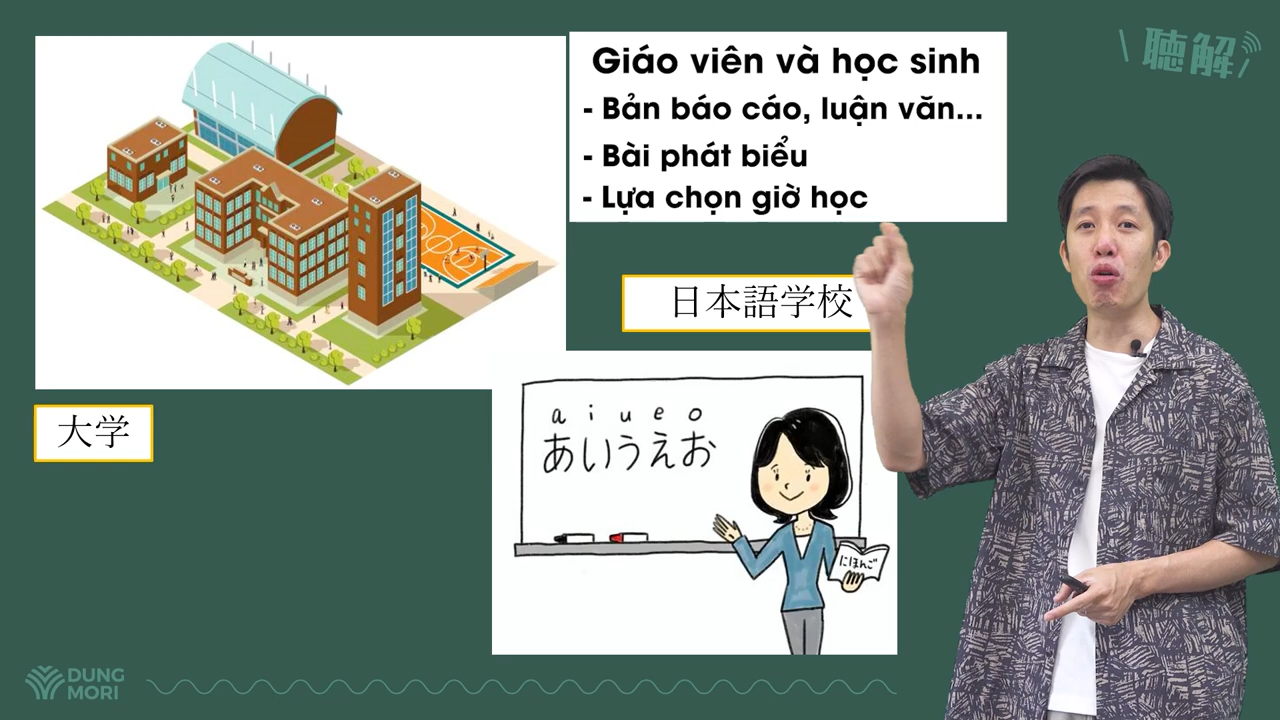 聴解
Giáo viên và học sinh
- Bản báo cáo, luận văn...
- Bài phát biểu
- Lựa chọn giờ học
日本語学校
大学
a i u e o
あいうえお
にほんご
DUNG
MORI